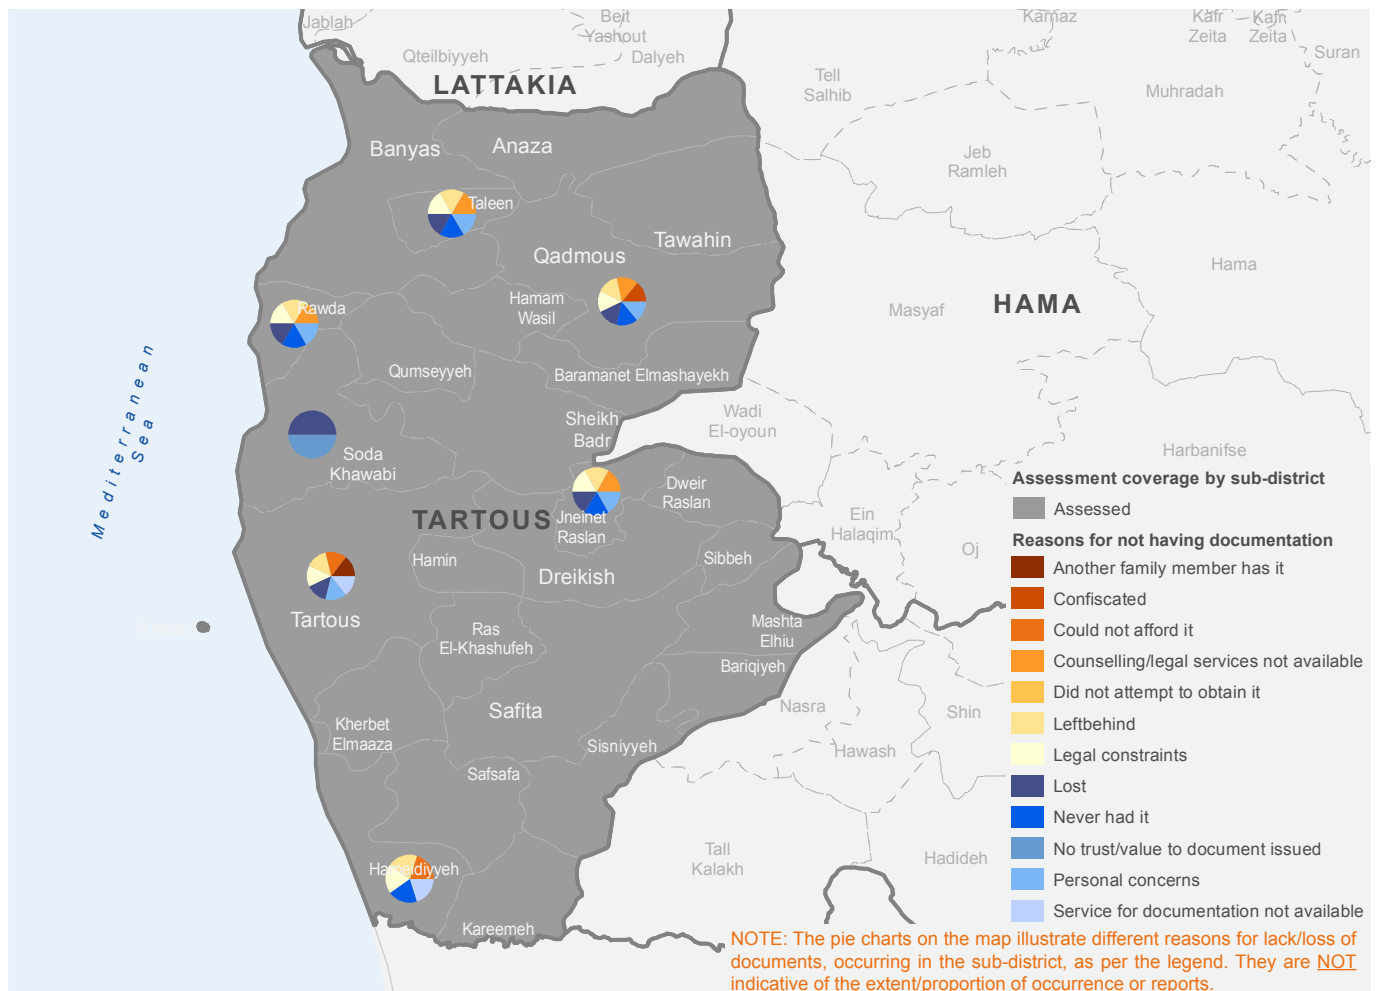 Jablah
Beit
Yashout
Karnaz
Kafr
Zeita
Kafr
Zeita
Suran
Qteilbiyyeh
Dalyeh
LATTAKIA
Tell
Salhib
Muhradah
Banyas
Anaza
Jeb
Ramleh
Taleen
Tawahin
Qadmous
Hama
Hamam
Wasil
Rawda
Masyaf
HAMA
Mediterranean
Sea
Qumseyyeh
Baramanet Elmashayekh
Sheikh
Badr
Wadi
El-oyoun
Soda
Khawabi
Harbanifse
Dweir
Raslan
TARTOUS
Jneinet
Raslan
Ein
Halaqim
Oj
Hamin
Dreikish
Sibbeh
Tartous
Ras
El-Khashufeh
Mashta
Elhiu
Bariqiyeh
Safita
Nasra
Shin
Kherbet
Elmaaza
Sisniyyeh
Hawash
Safsafa
Tall
Kalakh
Hadideh
Hameidiyyeh
Kareemeh
Assessment coverage by sub-district
Assessed
Reasons for not having documentation
Another family member has it
Confiscated
Could not afford it
Counselling/legal services not available
Did not attempt to obtain it
Leftbehind
Legal constraints
Lost
Never had it
No trust/value to document issued
Personal concerns
Service for documentation not available
NOTE: The pie charts on the map illustrate different reasons for lack/loss of
documents, occurring in the sub-district, as per the legend. They are NOT
indicative of the extent/proportion of occurrence or reports.